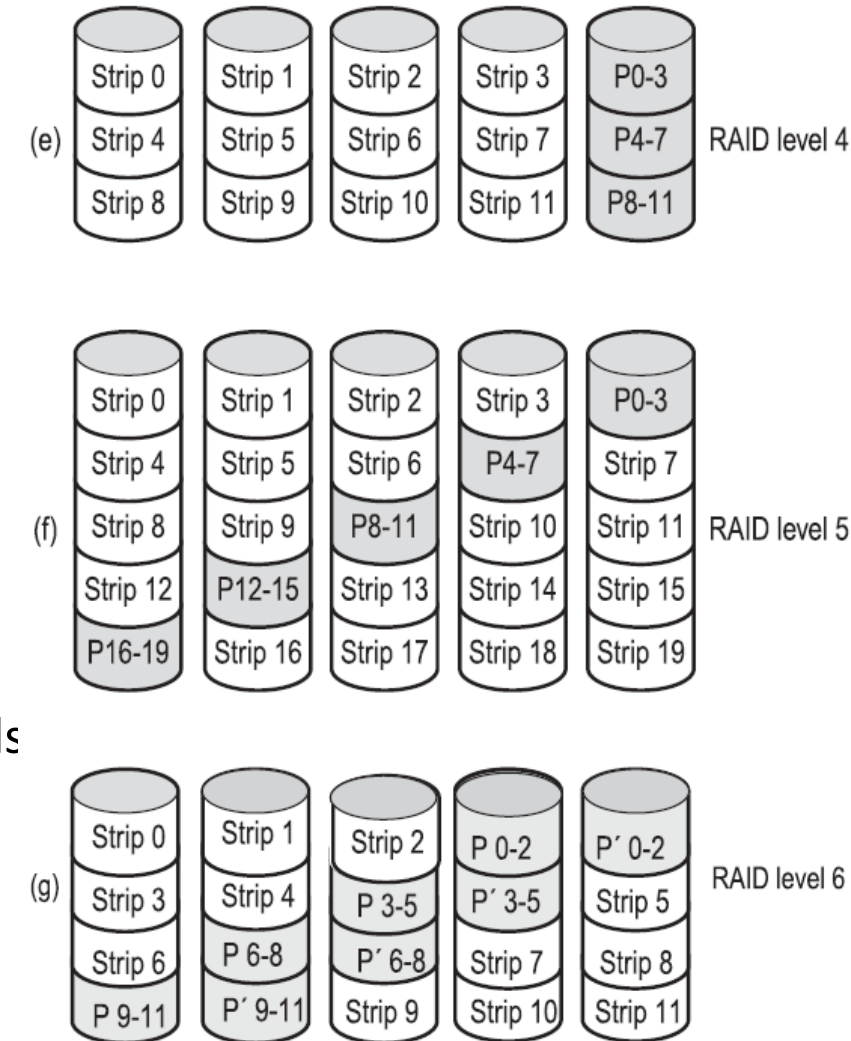 Strip 0 Strip 1 Strip 2 Strip 3 P0-3
(e) Strip 4 Strip 5 Strip 6 Strip 7 P4-7 RAID level 4
Strip 8 Strip 9 Strip 10 Strip 11 P8-11
Strip 0 Strip 1 Strip 2 Strip 3 P0-3
Strip 4 Strip 5 Strip 6 P4-7 Strip 7
(f) Strip 8 Strip 9 P8-11 Strip 10 Strip 11 RAID level 5
Strip 12 P12-15 Strip 13 Strip 14 Strip 15
P16-19 Strip 16 Strip 17 Strip 18 Strip 19
Strip 0 Strip 1 Strip 2 P 0-2 P´ 0-2
(g) Strip 3 Strip 4 P 3-5 P´ 3-5 Strip 5 RAID level 6
Strip 6 P 6-8 P´ 6-8 Strip 7 Strip 8
P 9-11 P´ 9-11 Strip 9 Strip 10 Strip 11